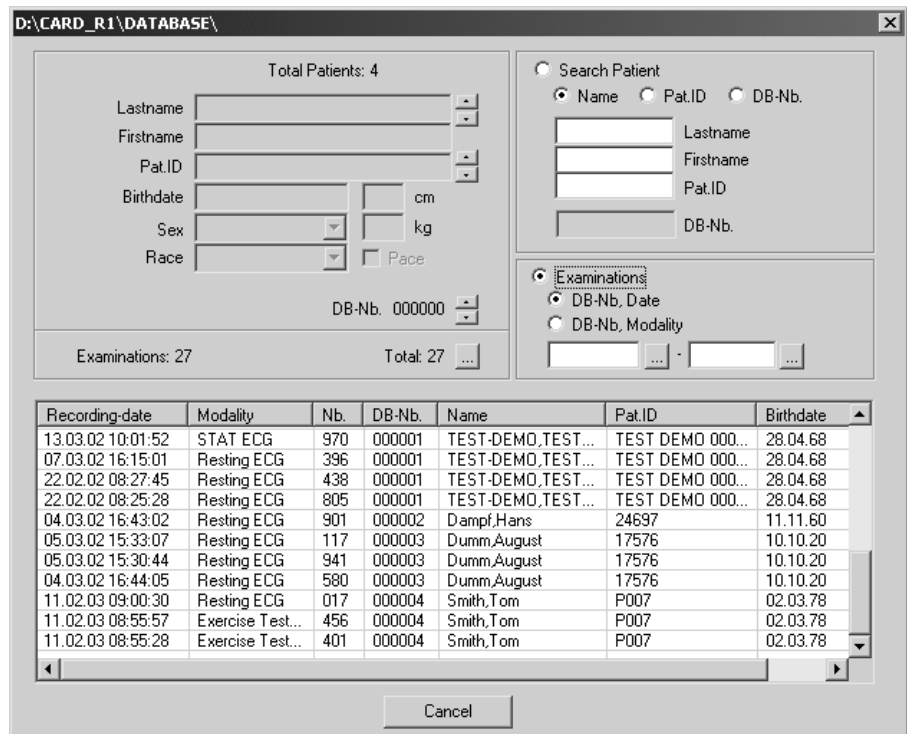 D:\CARD_R1\DATABASE\
Total Patients: 4
Lastname
Firstname
Pat.ID
Birthdate cm
Sex kg
Race Pace
DB-Nb. 000000
Examinations: 27 Total: 27 ...
Search Patient
Name Pat.ID DB-Nb.
Lastname
Firstname
Pat.ID
DB-Nb.
Examinations
DB-Nb, Date
DB-Nb, Modality
... - ...
Recording-date Modality Nb. DB-Nb. Name Pat.ID Birthdate
13.03.02 10:01:52 STAT ECG 970 000001 TEST-DEMO,TEST... TEST DEMO 000... 28.04.68
07.03.02 16:15:01 Resting ECG 396 000001 TEST-DEMO,TEST... TEST DEMO 000... 28.04.68
22.02.02 08:27:45 Resting ECG 438 000001 TEST-DEMO,TEST... TEST DEMO 000... 28.04.68
22.02.02 08:25:28 Resting ECG 805 000001 TEST-DEMO,TEST... TEST DEMO 000... 28.04.68
04.03.02 16:43:02 Resting ECG 901 000002 Dampf,Hans 24697 11.11.60
05.03.02 15:33:07 Resting ECG 117 000003 Dumm,August 17576 10.10.20
05.03.02 15:30:44 Resting ECG 941 000003 Dumm,August 17576 10.10.20
04.03.02 16:44:05 Resting ECG 580 000003 Dumm,August 17576 10.10.20
11.02.03 09:00:30 Resting ECG 017 000004 Smith,Tom P007 02.03.78
11.02.03 08:55:57 Exercise Test... 456 000004 Smith,Tom P007 02.03.78
11.02.03 08:55:28 Exercise Test... 401 000004 Smith,Tom P007 02.03.78
Cancel